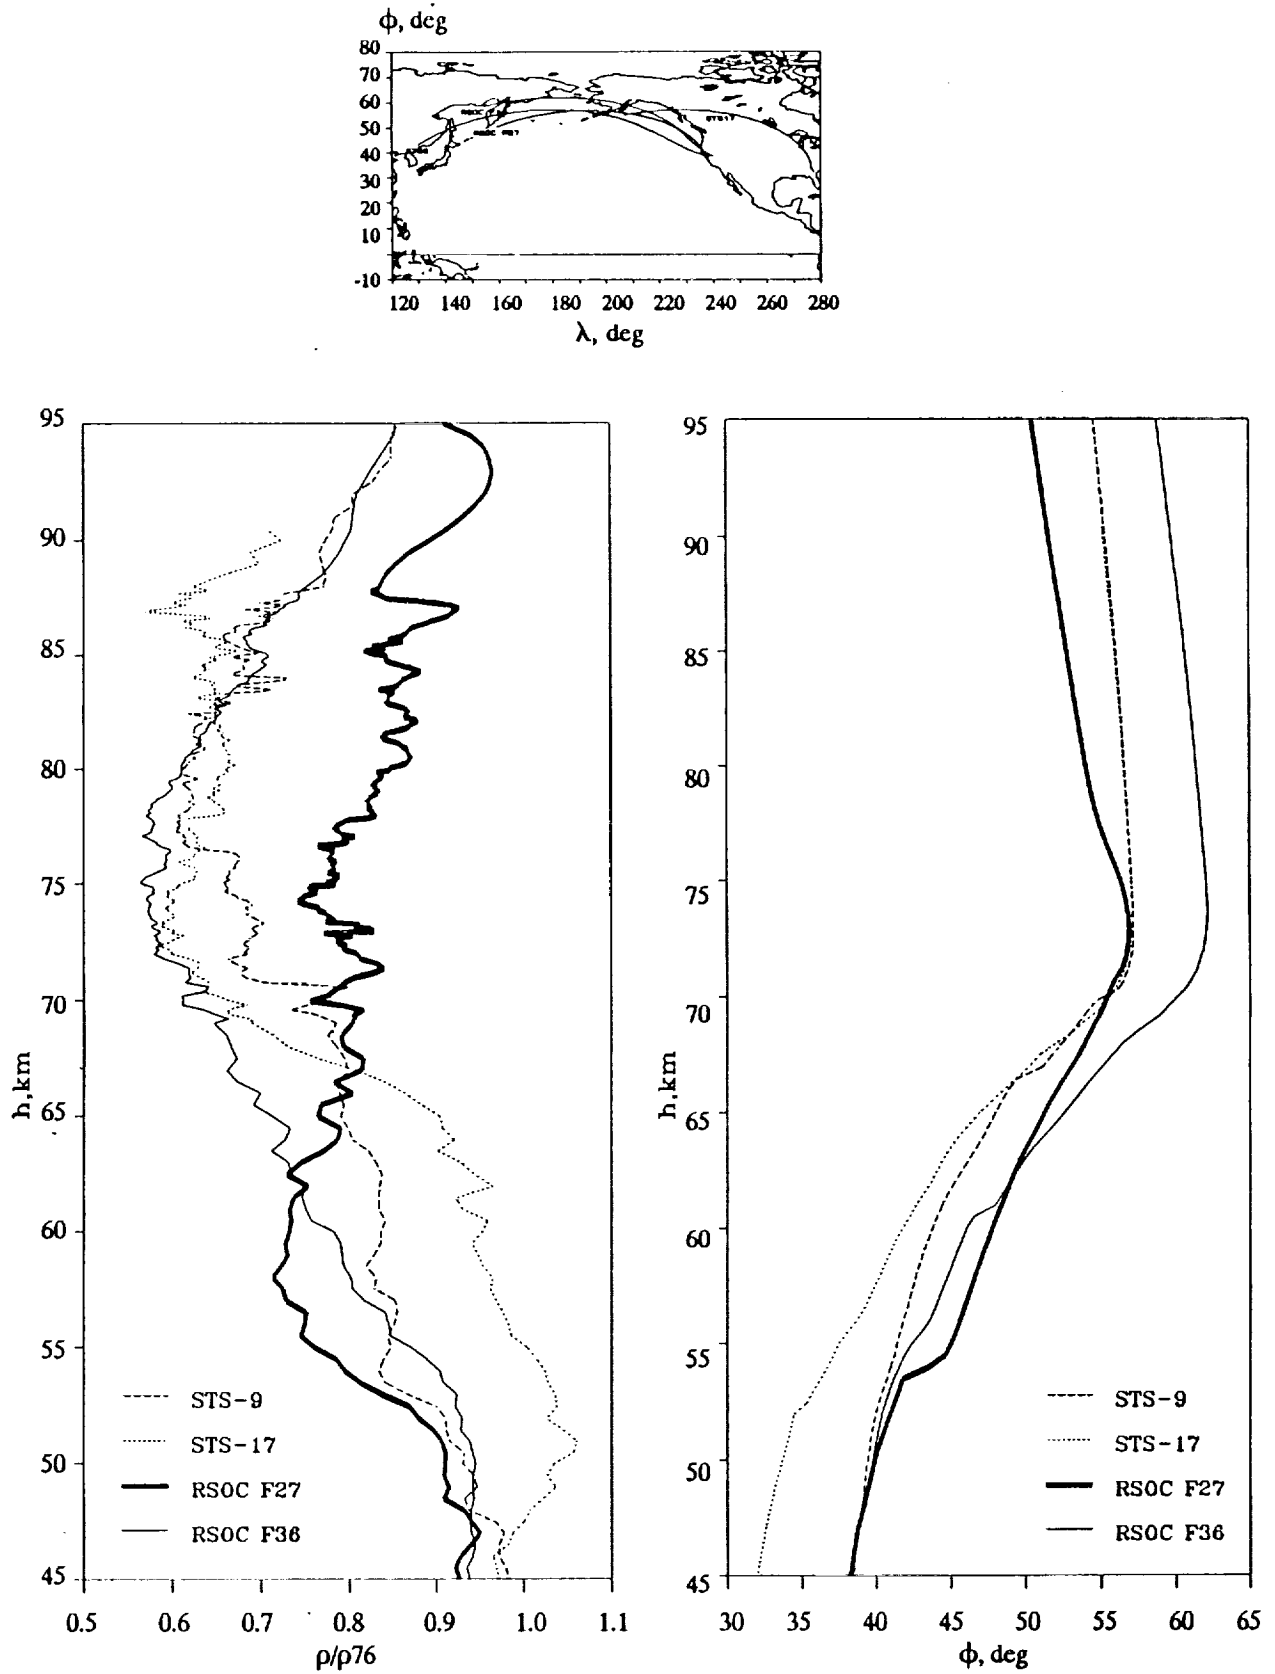 ϕ, deg
80
70
60
50
40
30
20
10
-10
RSOC F27
STS17
120 140 160 180 200 220 240 260 280
λ, deg
95
90
85
80
75
70
65
60
55
50
45
h,km
STS-9
STS-17
RSOC F27
RSOC F36
0.5 0.6 0.7 0.8 0.9 1.0 1.1
ρ/ρ76
95
90
85
80
75
70
65
60
55
50
45
h,km
STS-9
STS-17
RSOC F27
RSOC F36
30 35 40 45 50 55 60 65
ϕ, deg